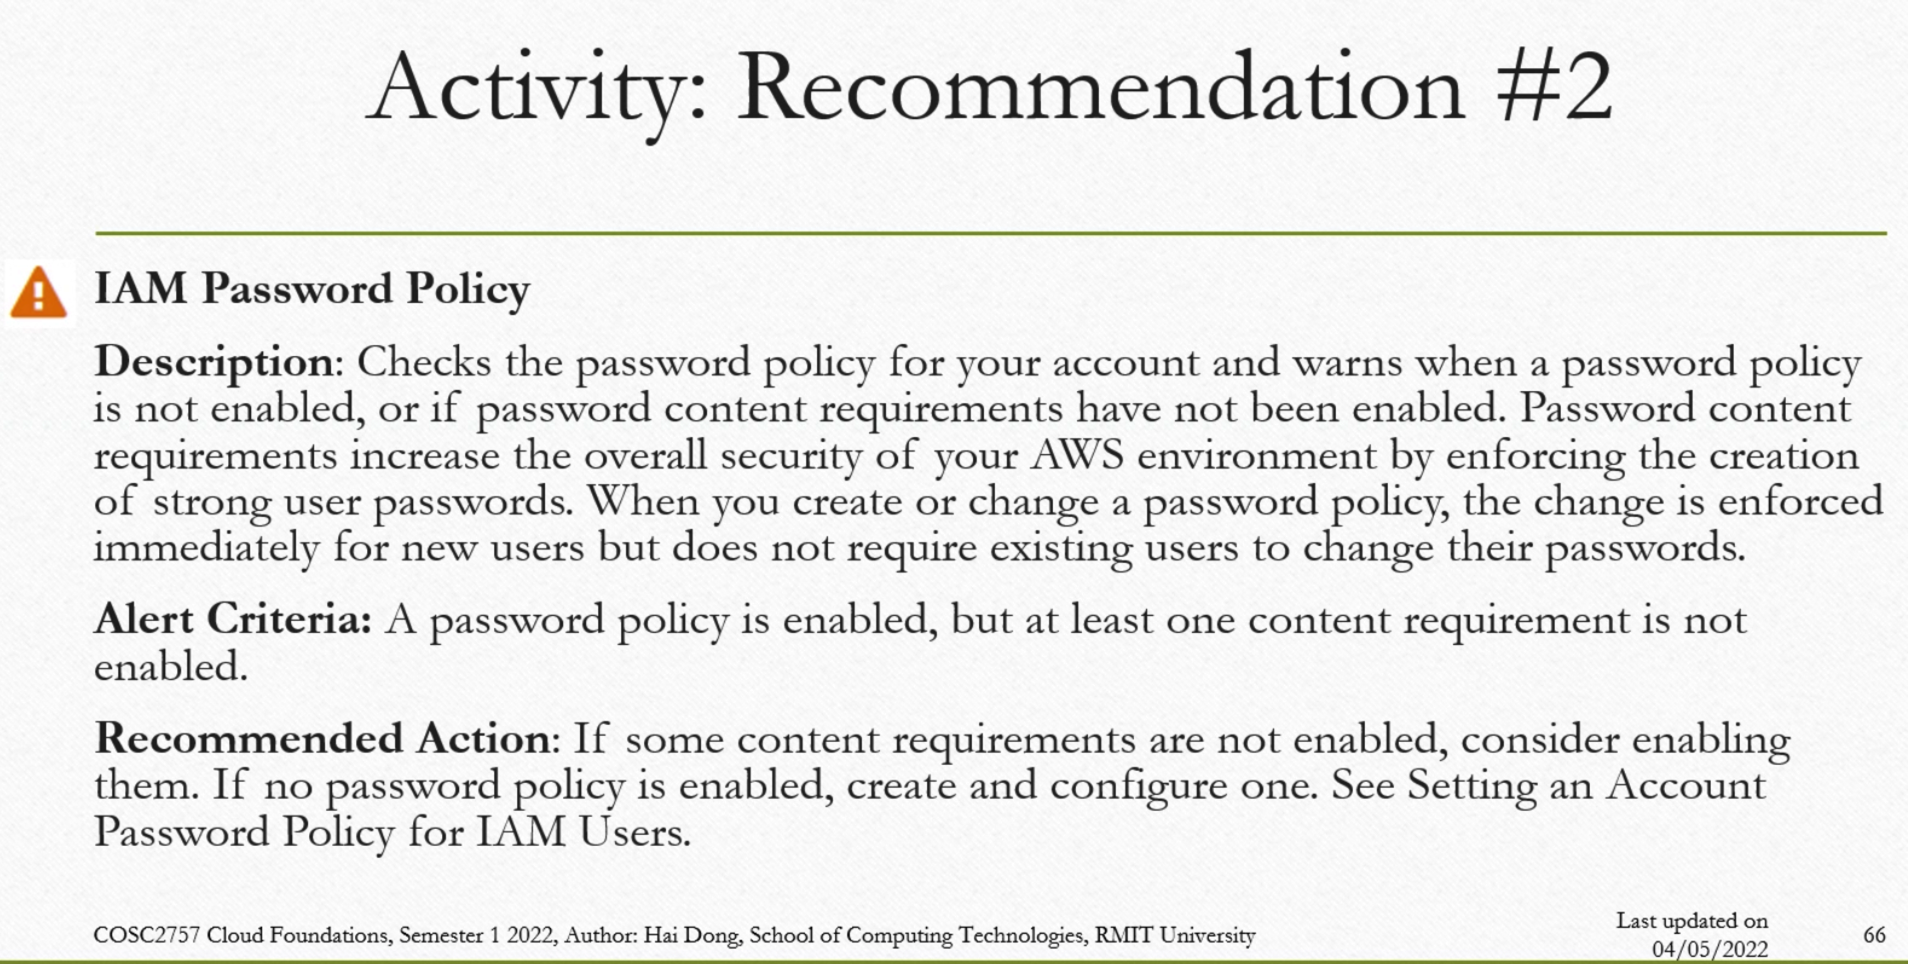 Activity: Recommendation #2
IAM Password Policy
Description: Checks the password policy for your account and warns when a password policy
is not enabled, or if password content requirements have not been enabled. Password content
requirements increase the overall security of your AWS environment by enforcing the creation
of strong user passwords. When you create or change a password policy, the change is enforced
immediately for new users but does not require existing users to change their passwords.
Alert Criteria: A password policy is enabled, but at least one content requirement is not
enabled.
Recommended Action: If some content requirements are not enabled, consider enabling
them. If no password policy is enabled, create and configure one. See Setting an Account
Password Policy for IAM Users.
COSC2757 Cloud Foundations, Semester 1 2022, Author: Hai Dong, School of Computing Technologies, RMIT University
Last updated on
04/05/2022
66